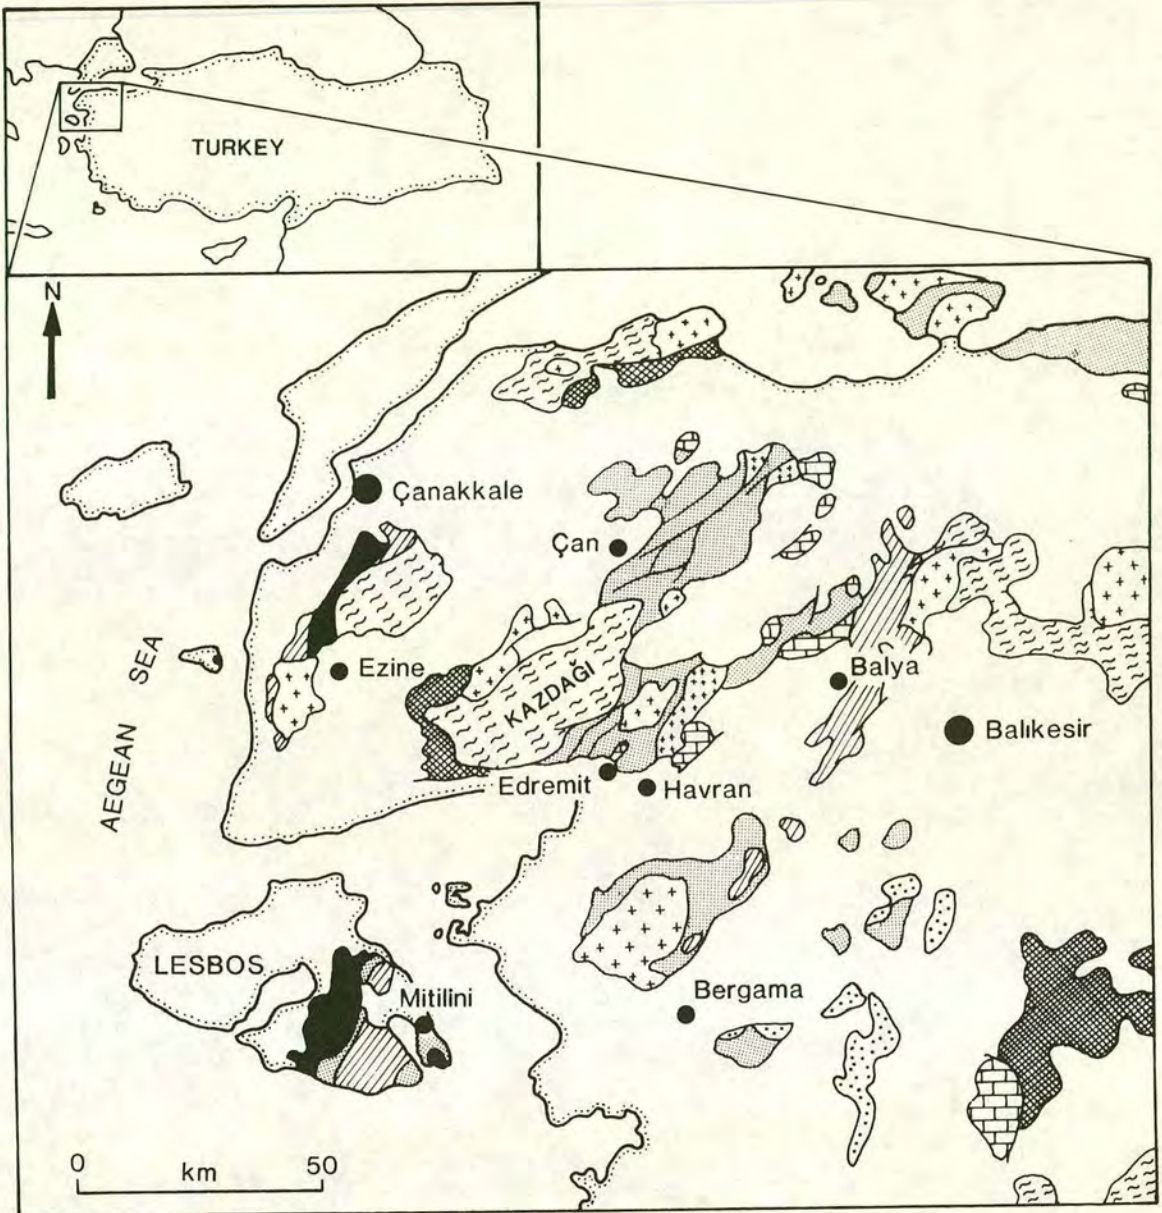 TURKEY
N
Çanakkale
Çan
AEGEAN SEA
Ezine
KAZDAĞI
Balya
Balıkesir
Edremit
Havran
LESBOS
Mitilini
Bergama
0 50
km